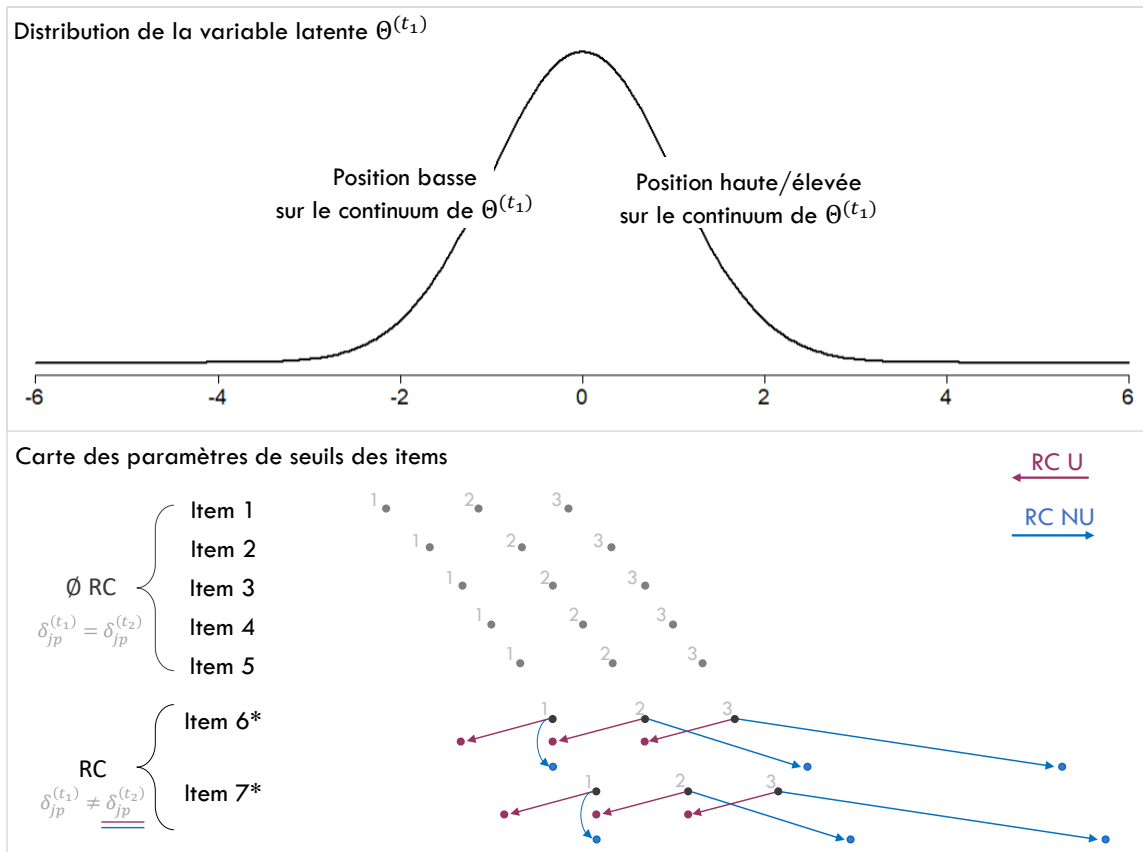 Distribution de la variable latente Θ^(t₁)
Position basse
sur le continuum de Θ^(t₁)
Position haute/élevée
sur le continuum de Θ^(t₁)
-6 -4 -2 0 2 4 6
Carte des paramètres de seuils des items
RC U
RC NU
Ø RC
δ_jp^(t₁) = δ_jp^(t₂)
Item 1 1 2 3
Item 2 1 2 3
Item 3 1 2 3
Item 4 1 2 3
Item 5 1 2 3
RC
δ_jp^(t₁) ≠ δ_jp^(t₂)
Item 6* 1 2 3
Item 7* 1 2 3